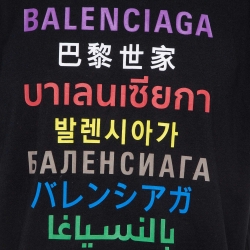 BALENCIAGA
巴黎世家
บาเลนเซียกา
발렌시아가
БАЛЕНСИАГА
バレンシアガ
بالنسياغا